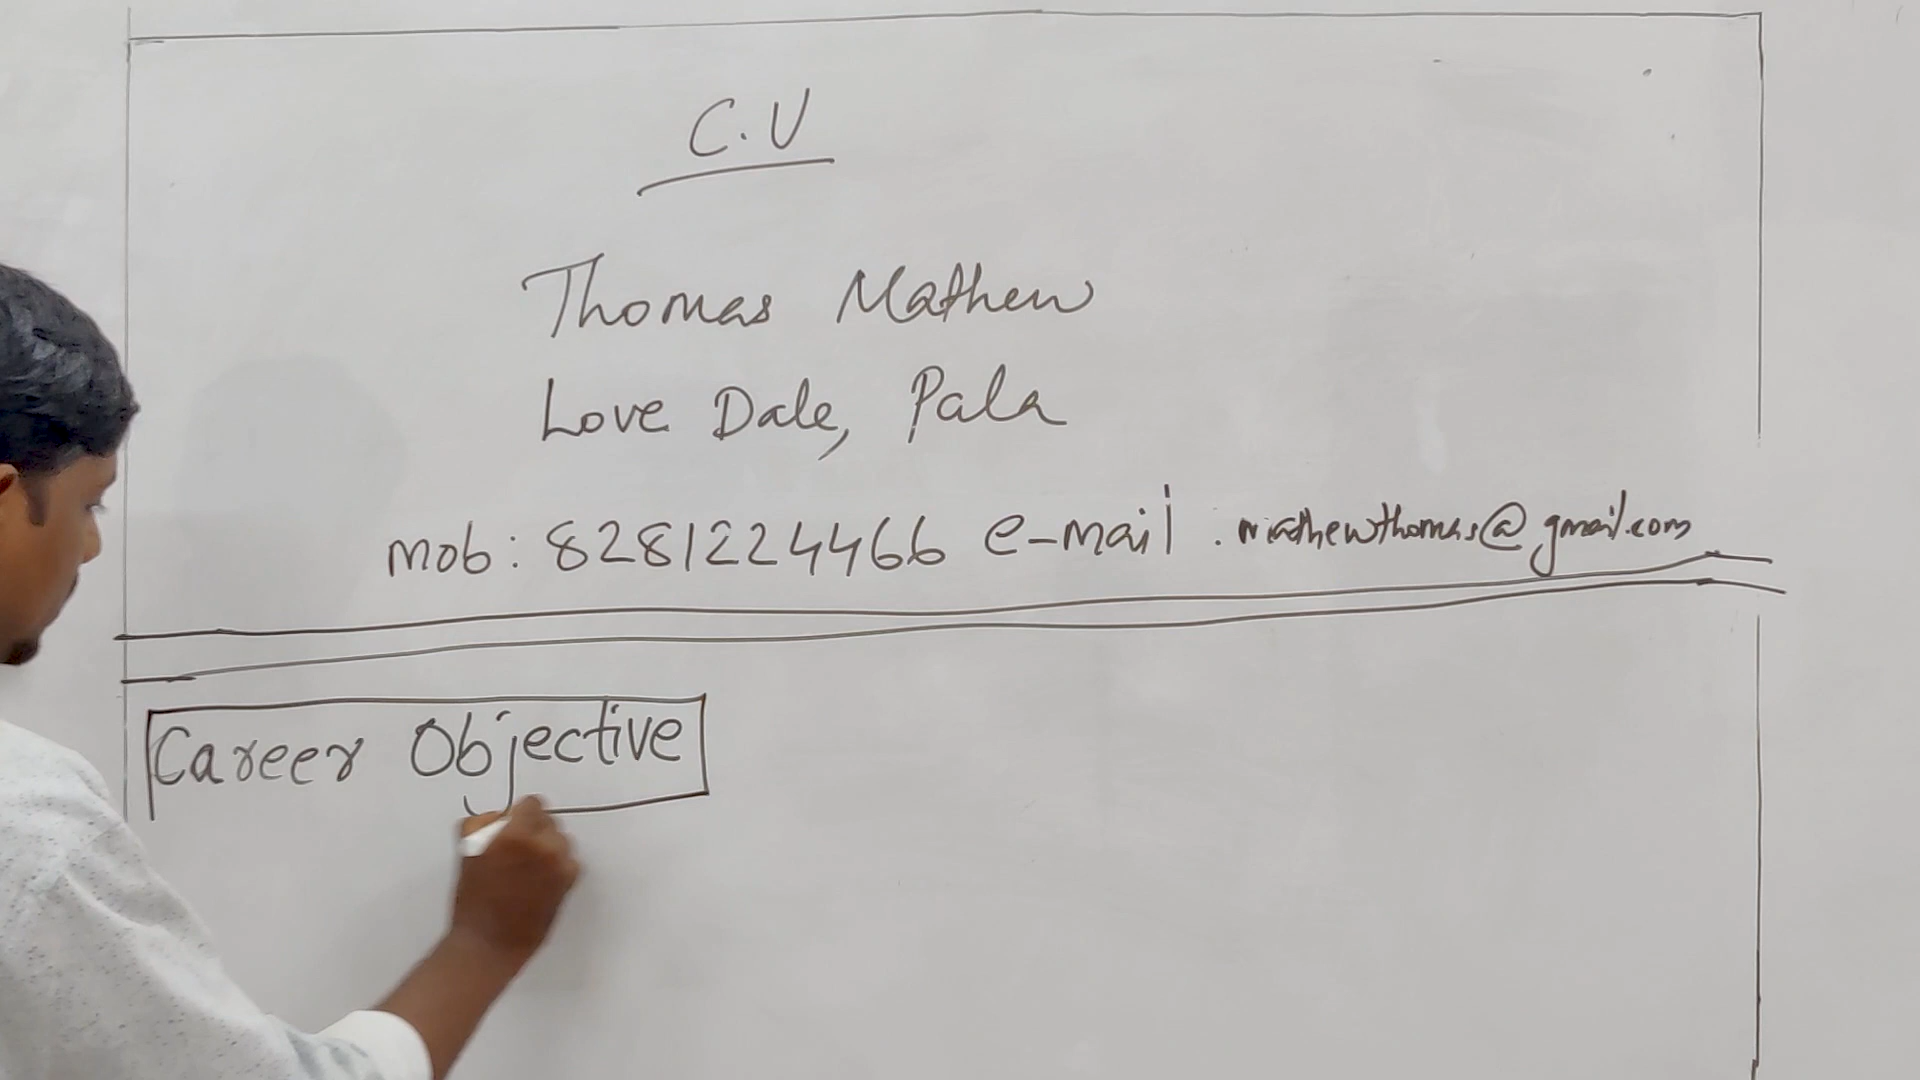 C.V
Thomas Mathew
Love Dale, Pala
mob: 8281224466 e-mail . mathewthomas@gmail.com
Career Objective